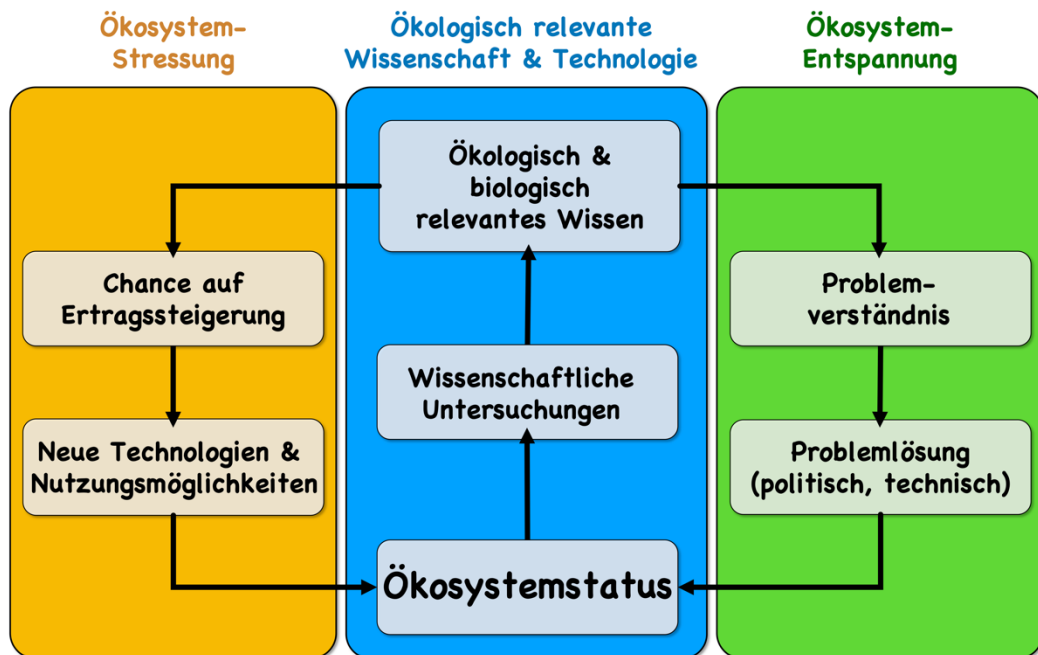 Ökosystem-
Stressung
Ökologisch relevante
Wissenschaft & Technologie
Ökosystem-
Entspannung
Ökologisch &
biologisch
relevantes Wissen
Chance auf
Ertragssteigerung
Problem-
verständnis
Wissenschaftliche
Untersuchungen
Neue Technologien &
Nutzungsmöglichkeiten
Problemlösung
(politisch, technisch)
Ökosystemstatus